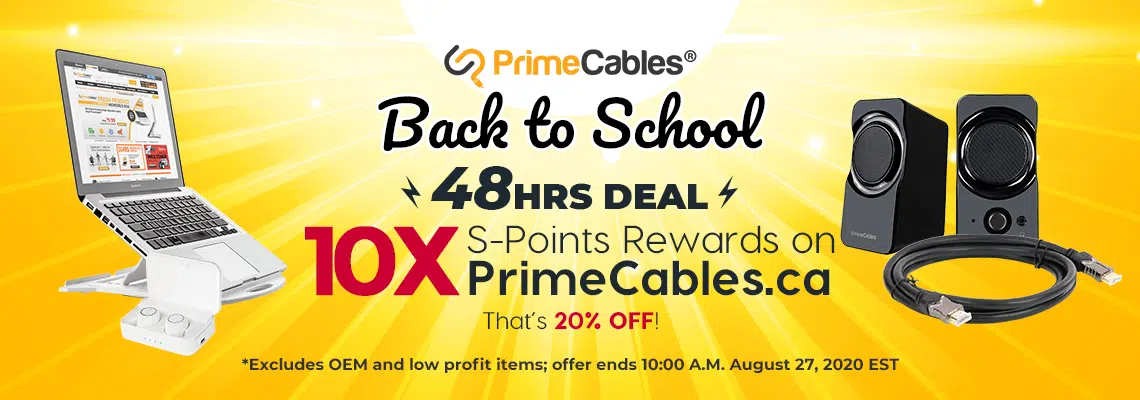 PrimeCables®
Back to School
48HRS DEAL
10X S-Points Rewards on
PrimeCables.ca
That's 20% OFF!
*Excludes OEM and low profit items; offer ends 10:00 A.M. August 27, 2020 EST
PrimeCables